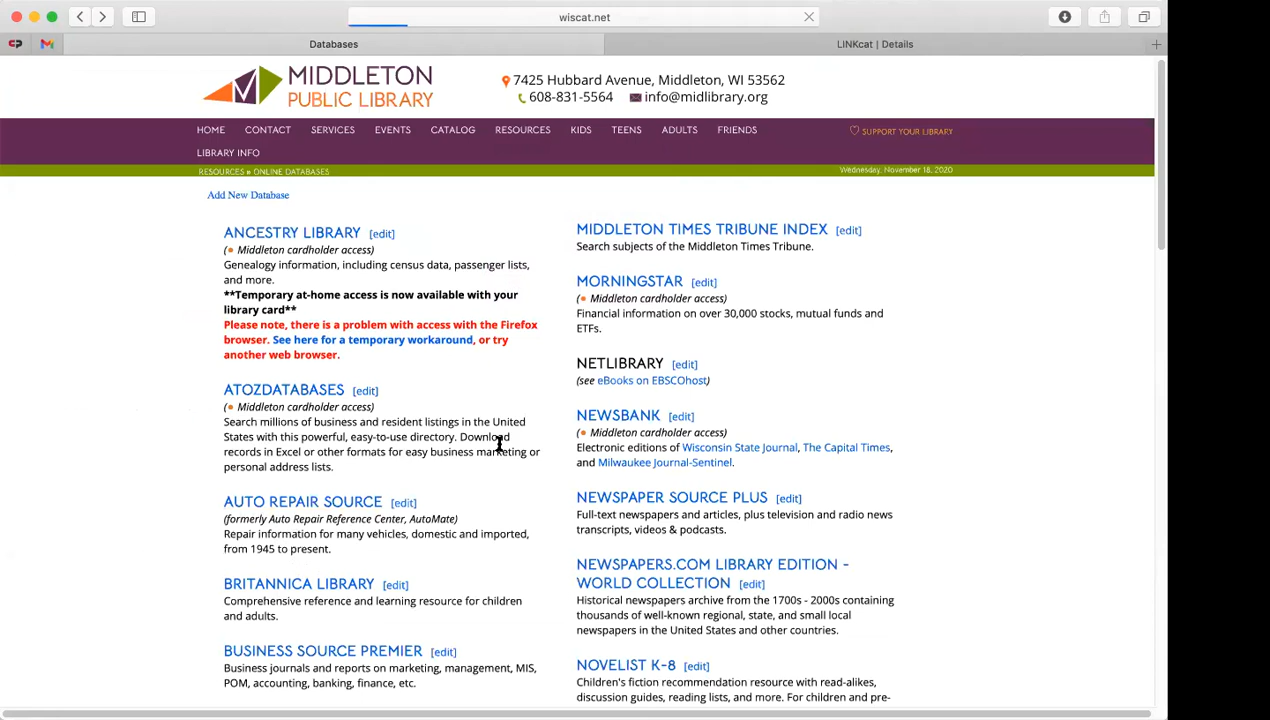 wiscat.net
Databases
LINKcat | Details
MIDDLETON
PUBLIC LIBRARY
7425 Hubbard Avenue, Middleton, WI 53562
608-831-5564 info@midlibrary.org
HOME CONTACT SERVICES EVENTS CATALOG RESOURCES KIDS TEENS ADULTS FRIENDS
SUPPORT YOUR LIBRARY
LIBRARY INFO
RESOURCES » ONLINE DATABASES
Wednesday, November 18, 2020
Add New Database
ANCESTRY LIBRARY [edit]
(• Middleton cardholder access)
Genealogy information, including census data, passenger lists,
and more.
**Temporary at-home access is now available with your
library card**
Please note, there is a problem with access with the Firefox
browser. See here for a temporary workaround, or try
another web browser.
ATOZDATABASES [edit]
(• Middleton cardholder access)
Search millions of business and resident listings in the United
States with this powerful, easy-to-use directory. Download
records in Excel or other formats for easy business marketing or
personal address lists.
AUTO REPAIR SOURCE [edit]
(formerly Auto Repair Reference Center, AutoMate)
Repair information for many vehicles, domestic and imported,
from 1945 to present.
BRITANNICA LIBRARY [edit]
Comprehensive reference and learning resource for children
and adults.
BUSINESS SOURCE PREMIER [edit]
Business journals and reports on marketing, management, MIS,
POM, accounting, banking, finance, etc.
MIDDLETON TIMES TRIBUNE INDEX [edit]
Search subjects of the Middleton Times Tribune.
MORNINGSTAR [edit]
(• Middleton cardholder access)
Financial information on over 30,000 stocks, mutual funds and
ETFs.
NETLIBRARY [edit]
(see eBooks on EBSCOhost)
NEWSBANK [edit]
(• Middleton cardholder access)
Electronic editions of Wisconsin State Journal, The Capital Times,
and Milwaukee Journal-Sentinel.
NEWSPAPER SOURCE PLUS [edit]
Full-text newspapers and articles, plus television and radio news
transcripts, videos & podcasts.
NEWSPAPERS.COM LIBRARY EDITION -
WORLD COLLECTION [edit]
Historical newspapers archive from the 1700s - 2000s containing
thousands of well-known regional, state, and small local
newspapers in the United States and other countries.
NOVELIST K-8 [edit]
Children's fiction recommendation resource with read-alikes,
discussion guides, reading lists, and more. For children and pre-